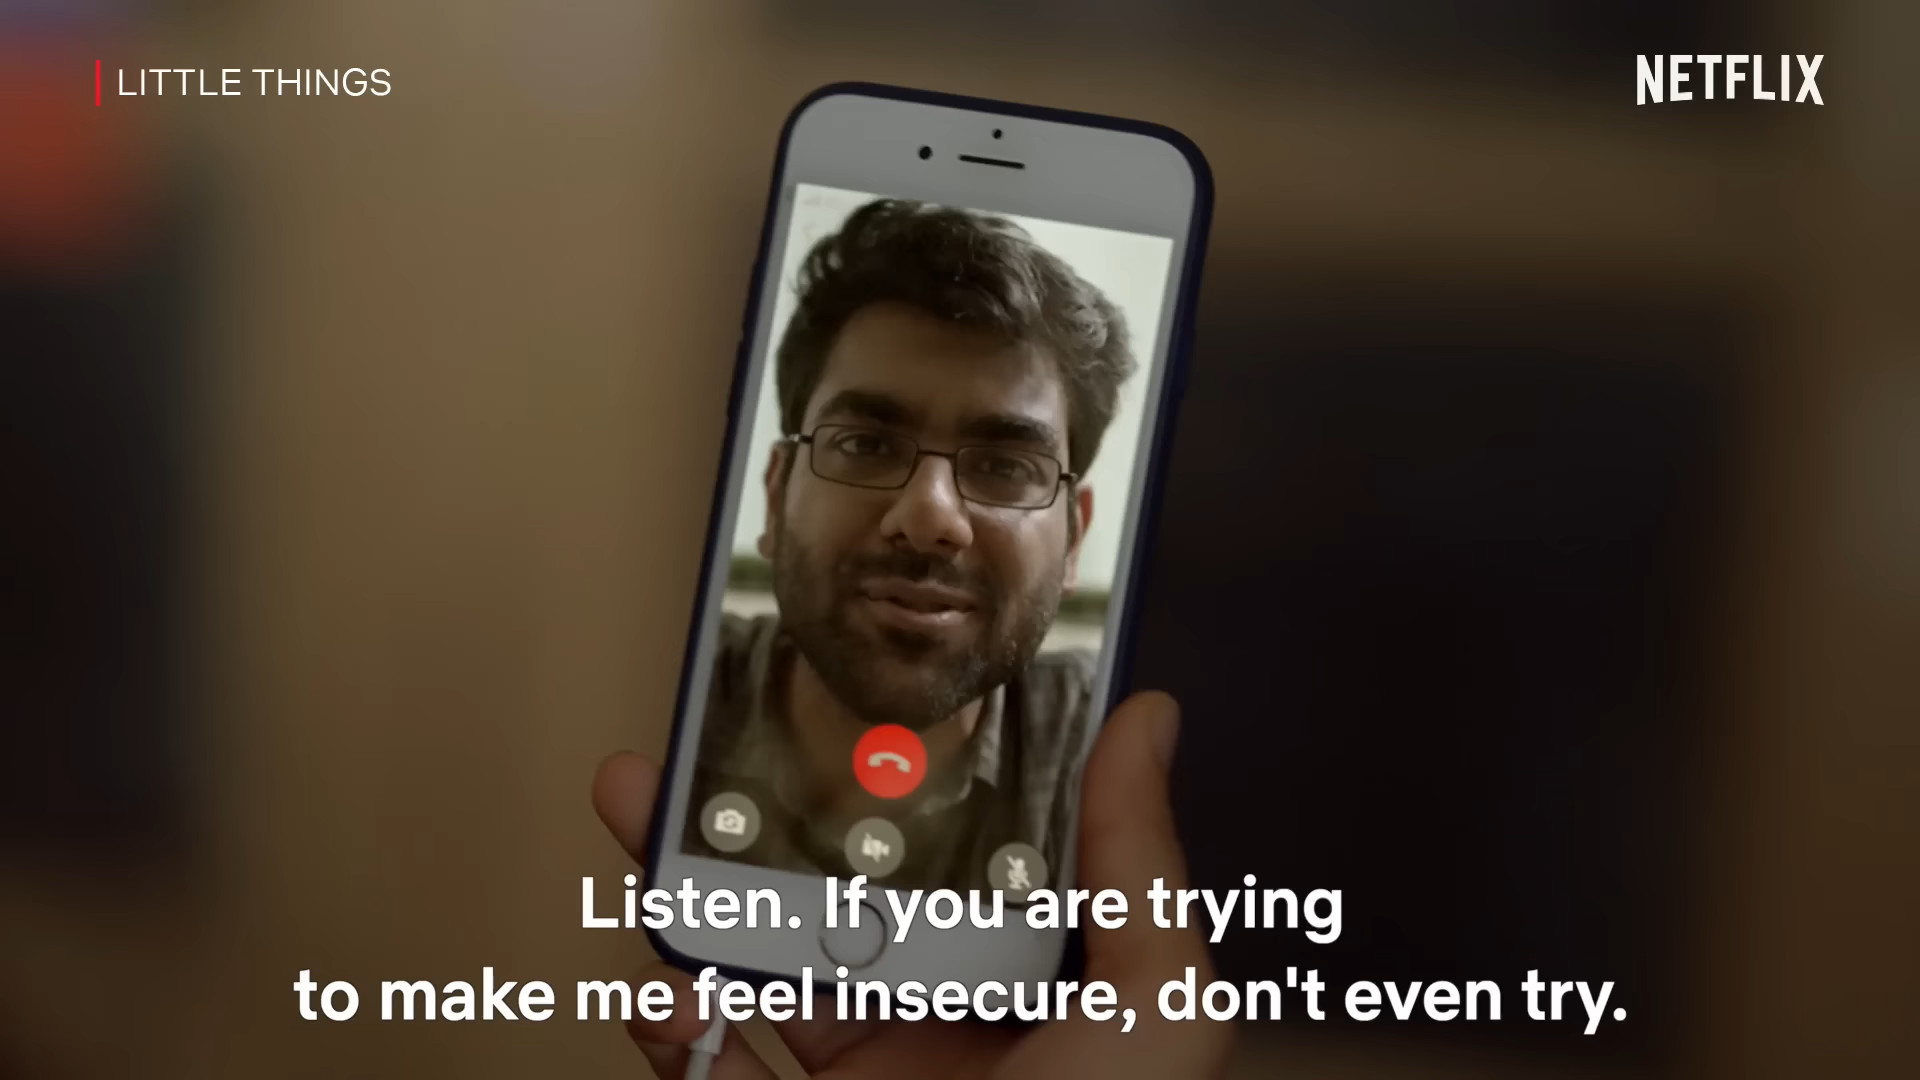 LITTLE THINGS
NETFLIX
Listen. If you are trying
to make me feel insecure, don't even try.